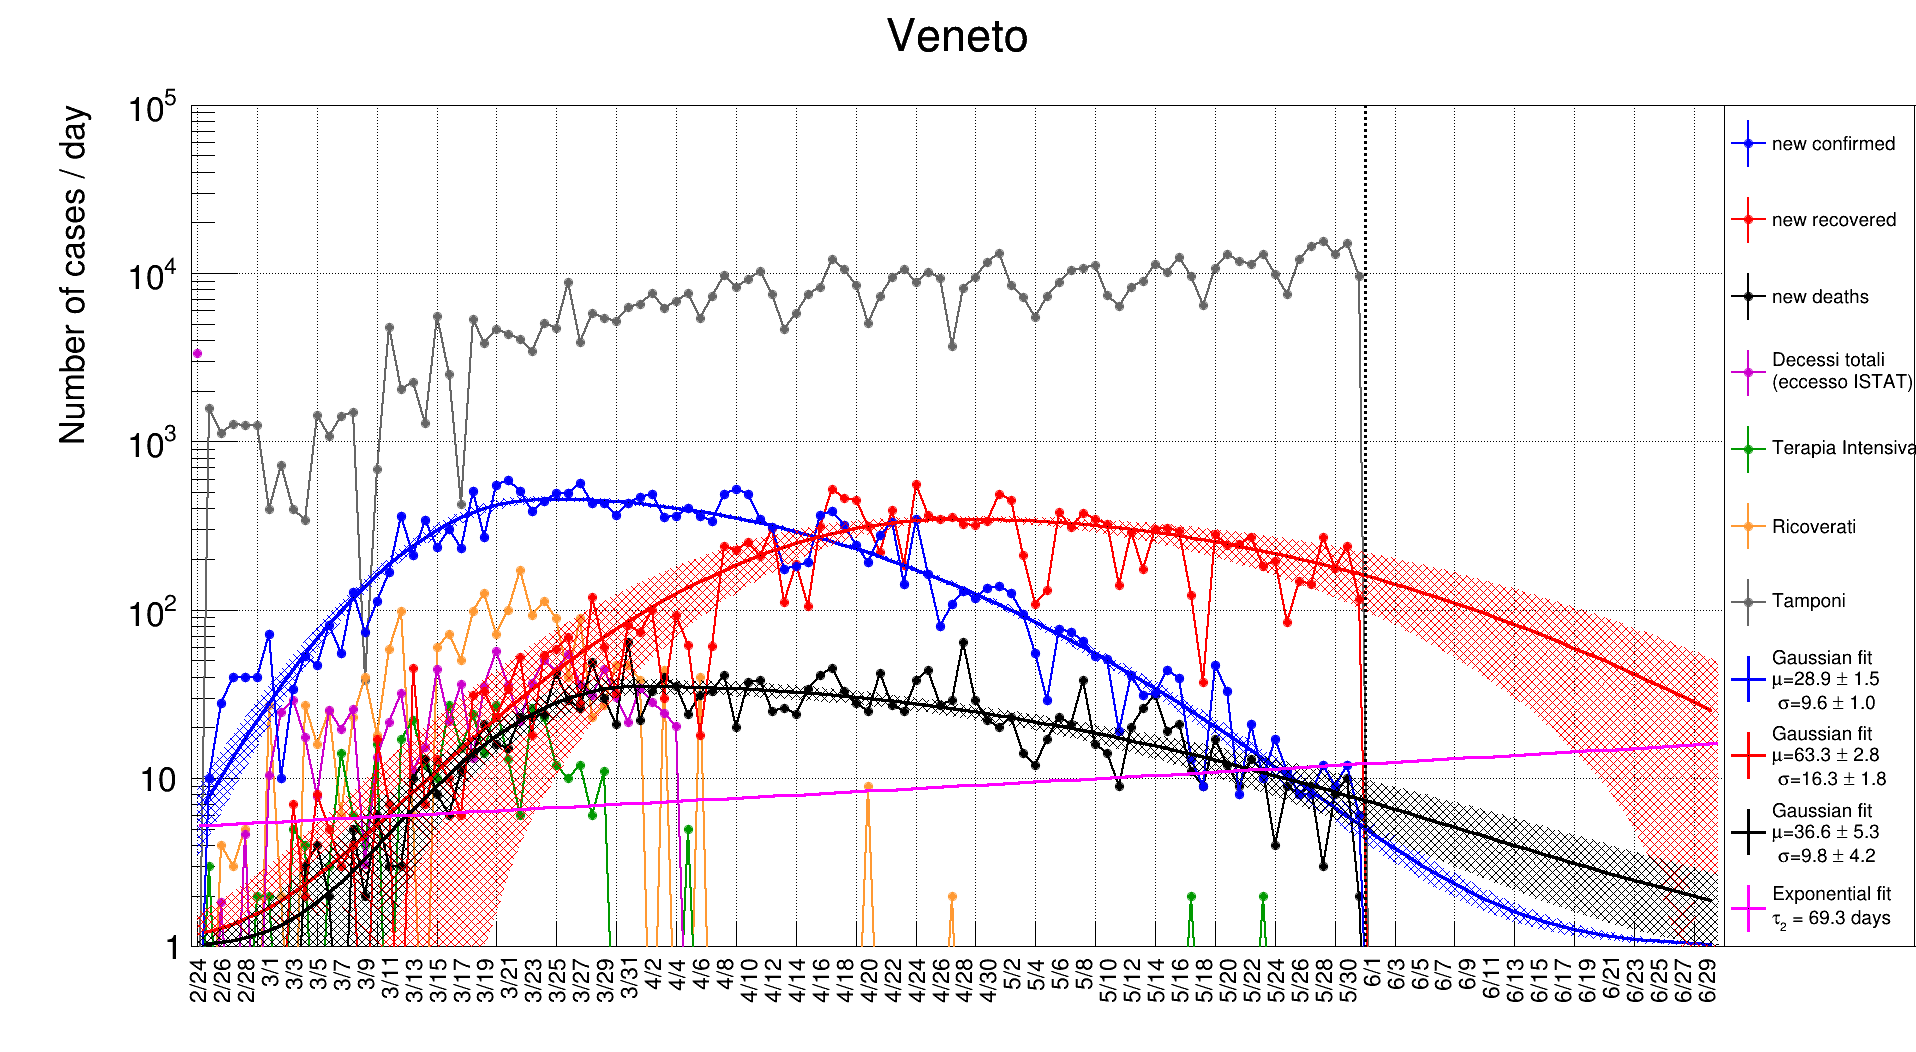 Veneto
Number of cases / day
10^5
10^4
10^3
10^2
10
1
2/24 2/26 2/28 3/1 3/3 3/5 3/7 3/9 3/11 3/13 3/15 3/17 3/19 3/21 3/23 3/25 3/27 3/29 3/31 4/2 4/4 4/6 4/8 4/10 4/12 4/14 4/16 4/18 4/20 4/22 4/24 4/26 4/28 4/30 5/2 5/4 5/6 5/8 5/10 5/12 5/14 5/16 5/18 5/20 5/22 5/24 5/26 5/28 5/30 6/1 6/3 6/5 6/7 6/9 6/11 6/13 6/15 6/17 6/19 6/21 6/23 6/25 6/27 6/29
new confirmed
new recovered
new deaths
Decessi totali
(eccesso ISTAT)
Terapia Intensiva
Ricoverati
Tamponi
Gaussian fit
μ=28.9 ± 1.5
σ=9.6 ± 1.0
Gaussian fit
μ=63.3 ± 2.8
σ=16.3 ± 1.8
Gaussian fit
μ=36.6 ± 5.3
σ=9.8 ± 4.2
Exponential fit
τ₂ = 69.3 days